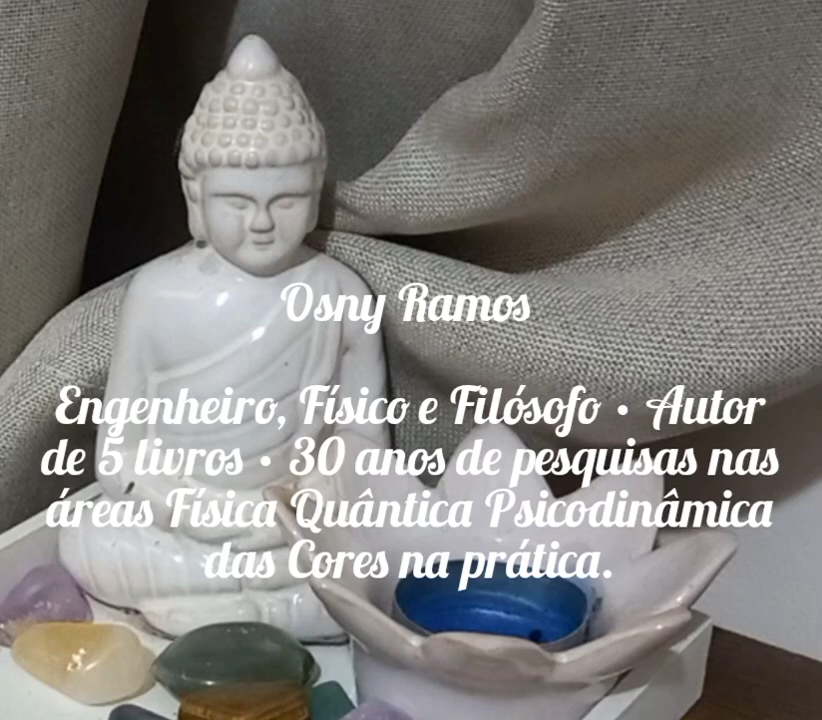 Osny Ramos
Engenheiro, Físico e Filósofo • Autor
de 5 livros • 30 anos de pesquisas nas
áreas Física Quântica Psicodinâmica
das Cores na prática.